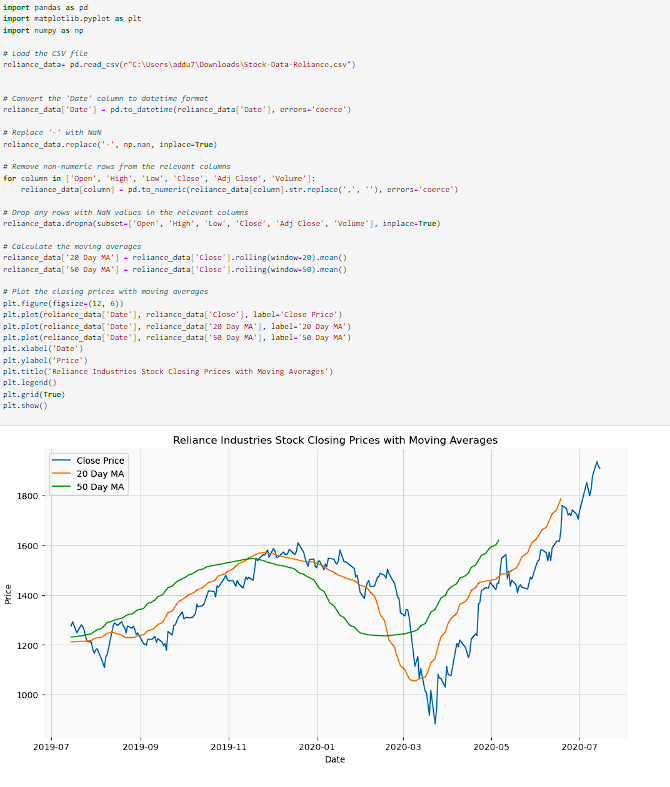 import pandas as pd
import matplotlib.pyplot as plt
import numpy as np
# Load the CSV file
reliance_data= pd.read_csv(r"C:\Users\addu7\Downloads\Stock-Data-Reliance.csv")
# Convert the 'Date' column to datetime format
reliance_data['Date'] = pd.to_datetime(reliance_data['Date'], errors='coerce')
# Replace '-' with NaN
reliance_data.replace('-', np.nan, inplace=True)
# Remove non-numeric rows from the relevant columns
for column in ['Open', 'High', 'Low', 'Close', 'Adj Close', 'Volume']:
    reliance_data[column] = pd.to_numeric(reliance_data[column].str.replace(',', ''), errors='coerce')
# Drop any rows with NaN values in the relevant columns
reliance_data.dropna(subset=['Open', 'High', 'Low', 'Close', 'Adj Close', 'Volume'], inplace=True)
# Calculate the moving averages
reliance_data['20 Day MA'] = reliance_data['Close'].rolling(window=20).mean()
reliance_data['50 Day MA'] = reliance_data['Close'].rolling(window=50).mean()
# Plot the closing prices with moving averages
plt.figure(figsize=(12, 6))
plt.plot(reliance_data['Date'], reliance_data['Close'], label='Close Price')
plt.plot(reliance_data['Date'], reliance_data['20 Day MA'], label='20 Day MA')
plt.plot(reliance_data['Date'], reliance_data['50 Day MA'], label='50 Day MA')
plt.xlabel('Date')
plt.ylabel('Price')
plt.title('Reliance Industries Stock Closing Prices with Moving Averages')
plt.legend()
plt.grid(True)
plt.show()
Reliance Industries Stock Closing Prices with Moving Averages
Close Price
20 Day MA
50 Day MA
1800
1600
1400
1200
1000
Price
2019-07 2019-09 2019-11 2020-01 2020-03 2020-05 2020-07
Date